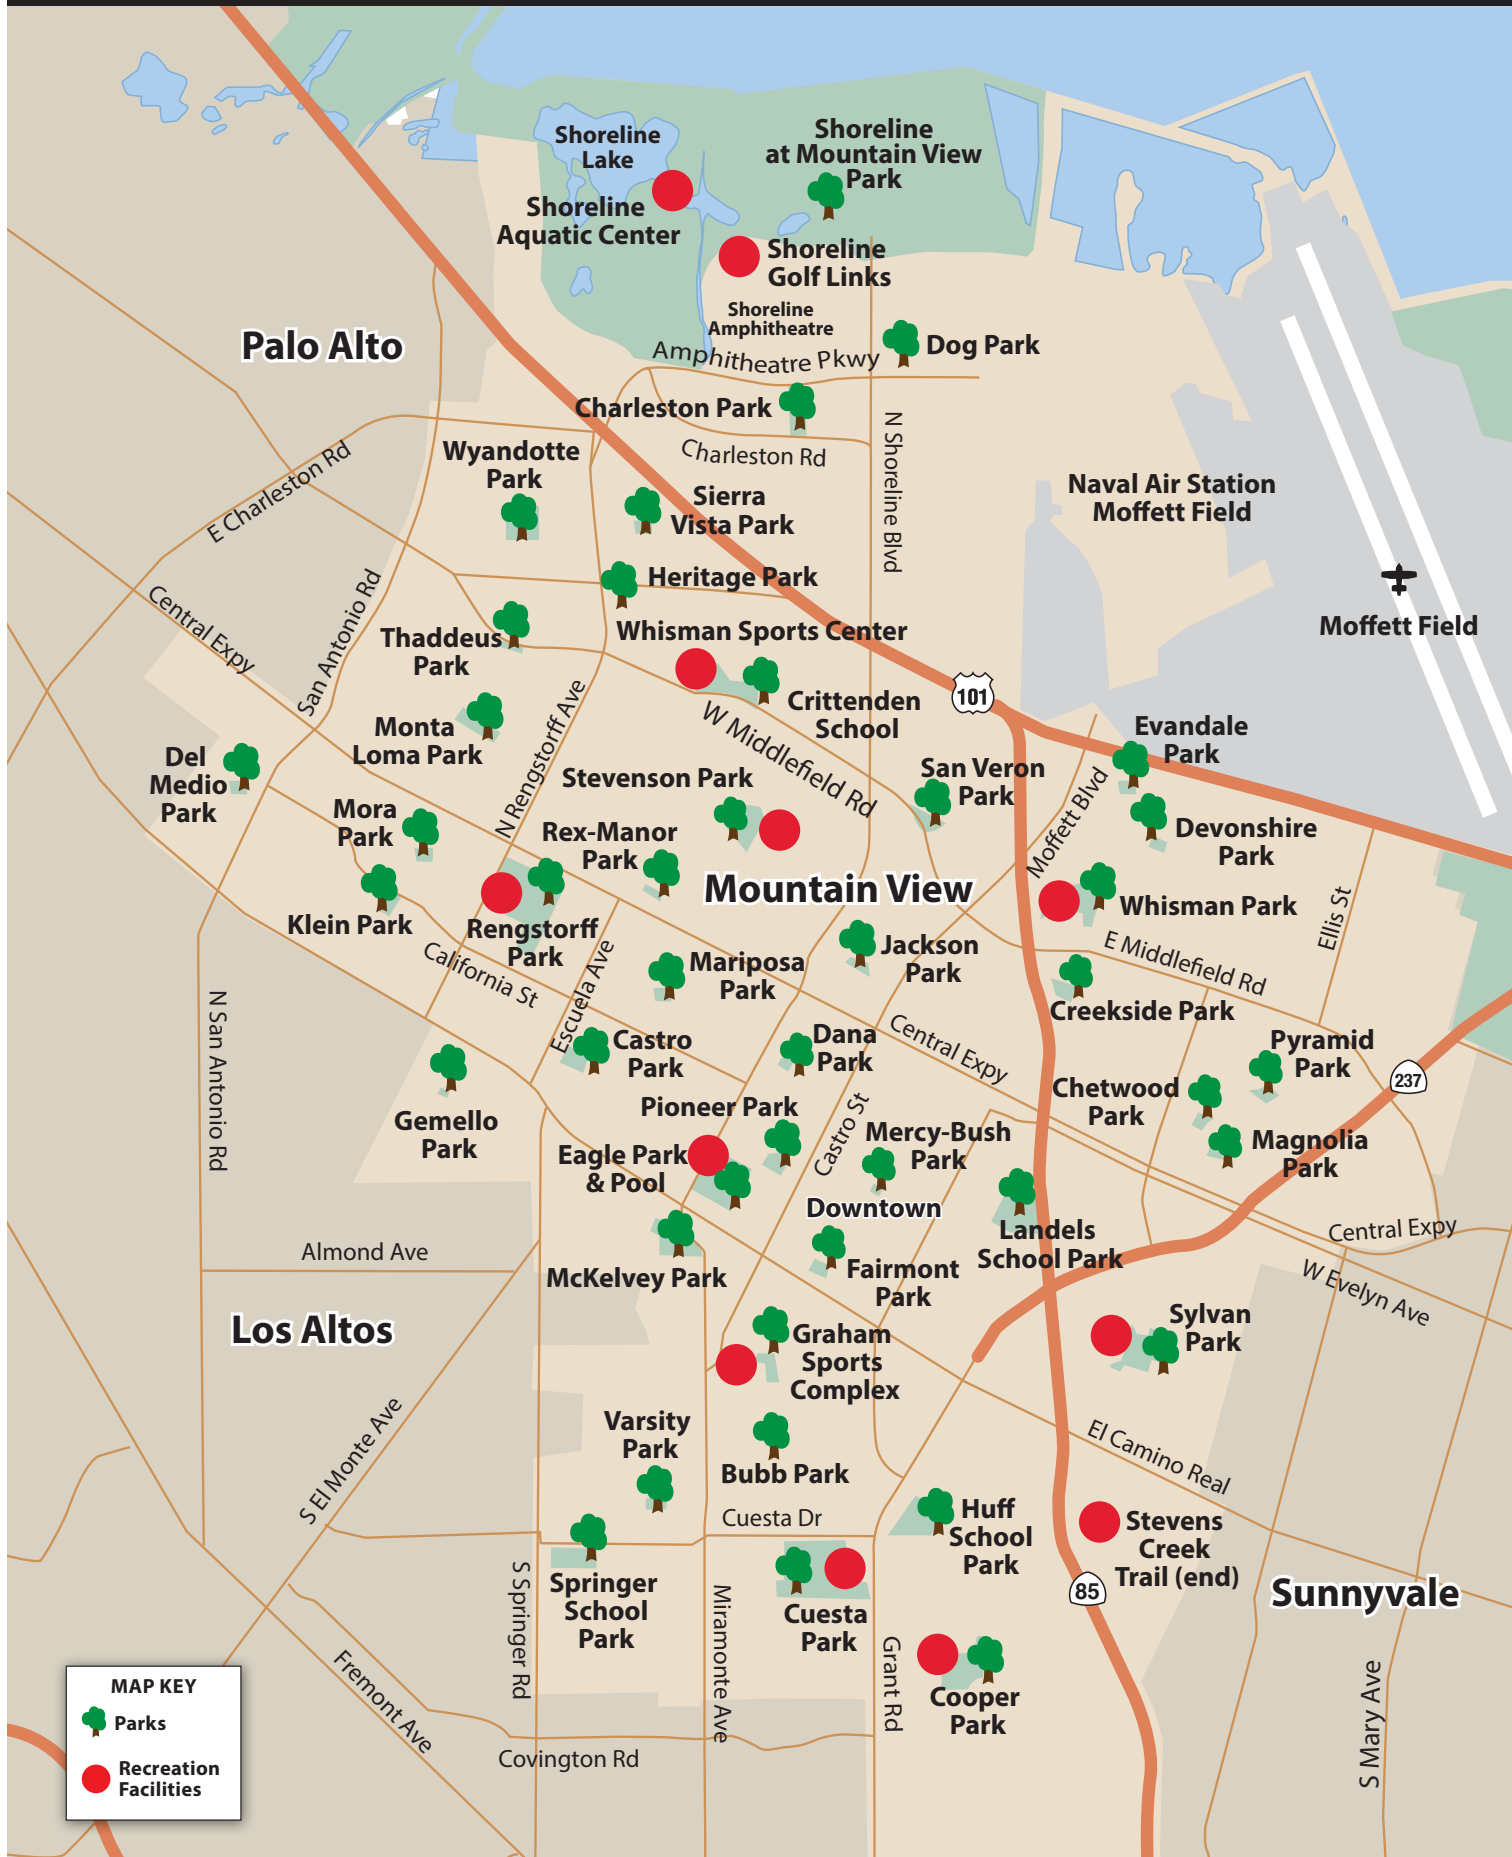 Shoreline
Lake
Shoreline
at Mountain View
Park
Shoreline
Aquatic Center
Shoreline
Golf Links
Shoreline
Amphitheatre
Palo Alto
Amphitheatre Pkwy
Dog Park
Charleston Park
Charleston Rd
N Shoreline Blvd
E Charleston Rd
Wyandotte
Park
Sierra
Vista Park
Naval Air Station
Moffett Field
Heritage Park
Central Expy
San Antonio Rd
Thaddeus
Park
Whisman Sports Center
Moffett Field
Crittenden
School
101
Monta
Loma Park
N Rengstorff Ave
W Middlefield Rd
Evandale
Park
Del
Medio
Park
Stevenson Park
San Veron
Park
Moffett Blvd
Mora
Park
Rex-Manor
Park
Devonshire
Park
Mountain View
Klein Park
Rengstorff
Park
Whisman Park
Ellis St
California St
Escuela Ave
Mariposa
Park
Jackson
Park
E Middlefield Rd
Creekside Park
N San Antonio Rd
Castro
Park
Dana
Park
Central Expy
Pyramid
Park
237
Chetwood
Park
Gemello
Park
Pioneer Park
Castro St
Mercy-Bush
Park
Magnolia
Park
Eagle Park
& Pool
Downtown
Landels
School Park
Central Expy
Almond Ave
McKelvey Park
Fairmont
Park
W Evelyn Ave
Los Altos
Graham
Sports
Complex
Sylvan
Park
S El Monte Ave
Varsity
Park
Bubb Park
El Camino Real
Cuesta Dr
Huff
School
Park
Stevens
Creek
Trail (end)
Springer
School
Park
S Springer Rd
Miramonte Ave
Cuesta
Park
Grant Rd
85
Sunnyvale
Cooper
Park
Fremont Ave
Covington Rd
S Mary Ave
MAP KEY
Parks
Recreation
Facilities